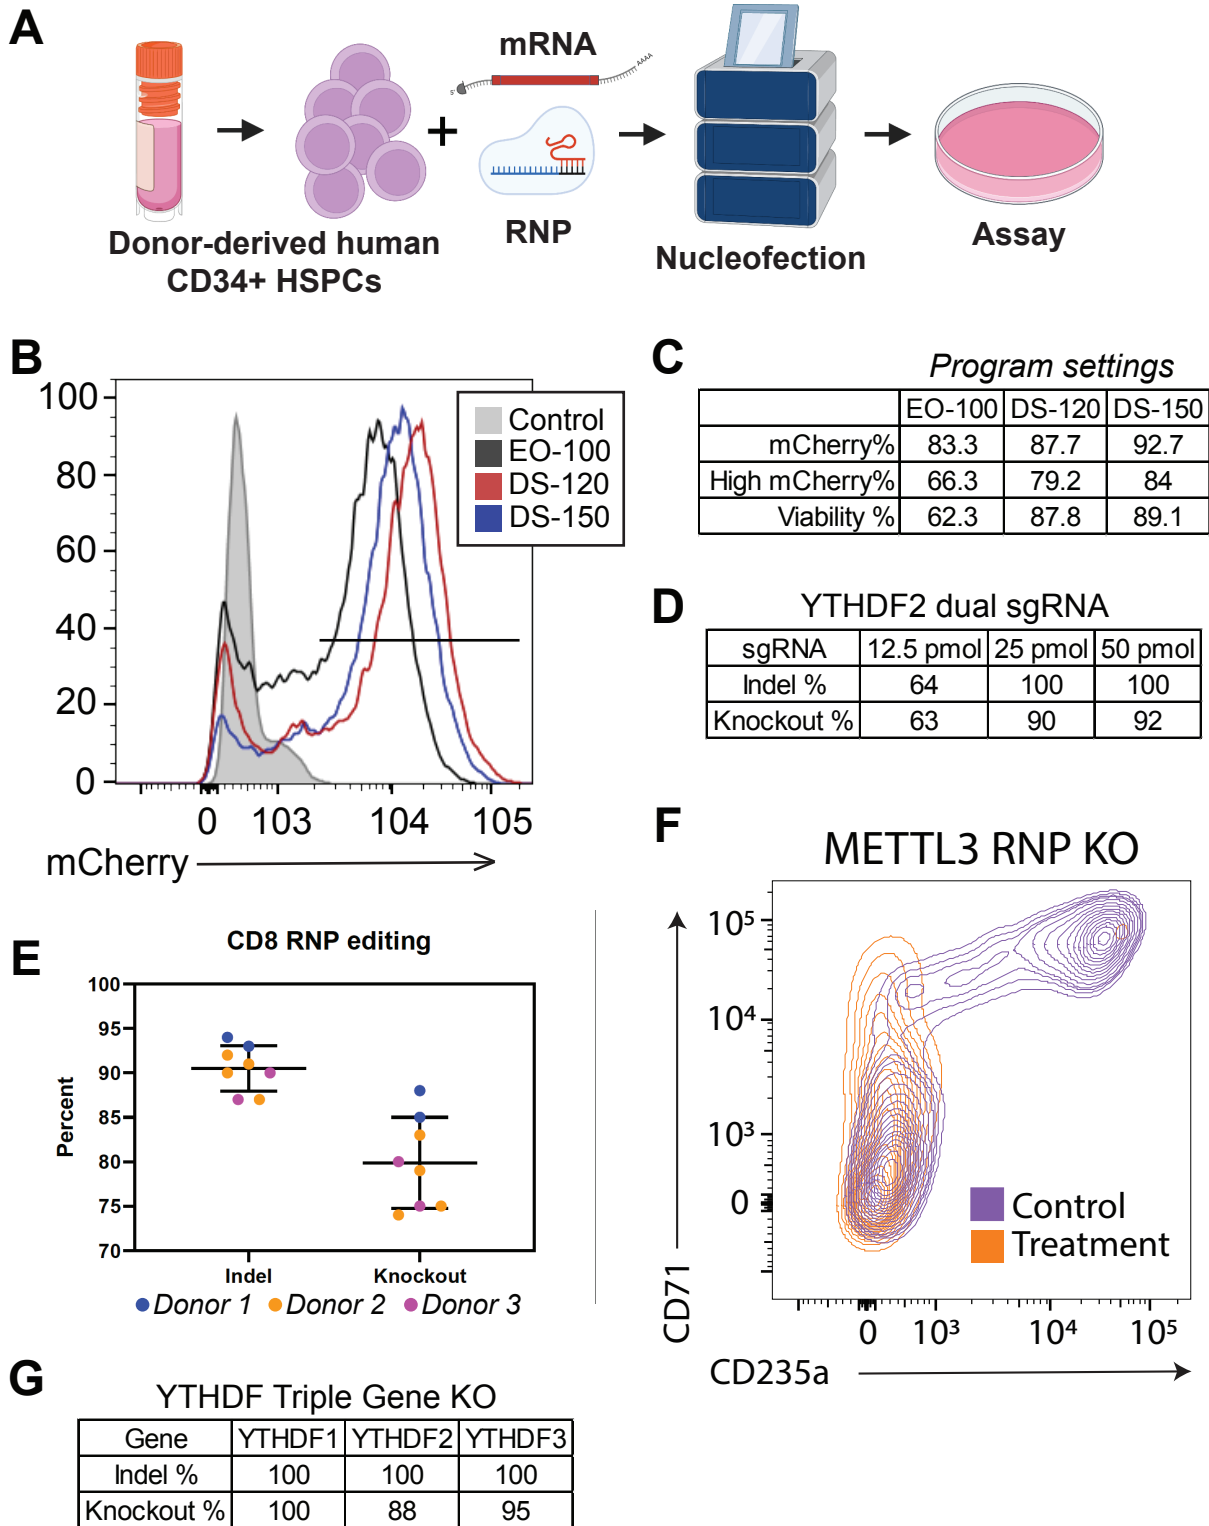 A
mRNA
5'
AAAA
RNP
Donor-derived human
CD34+ HSPCs
Nucleofection
Assay
B
100
80
60
40
20
0
0 103 104 105
mCherry
Control
EO-100
DS-120
DS-150
C
Program settings
EO-100 DS-120 DS-150
mCherry% 83.3 87.7 92.7
High mCherry% 66.3 79.2 84
Viability % 62.3 87.8 89.1
D
YTHDF2 dual sgRNA
sgRNA 12.5 pmol 25 pmol 50 pmol
Indel % 64 100 100
Knockout % 63 90 92
E
CD8 RNP editing
Percent
100
95
90
85
80
75
70
Indel Knockout
Donor 1 Donor 2 Donor 3
F
METTL3 RNP KO
CD71
10⁵
10⁴
10³
0
Control
Treatment
0 10³ 10⁴ 10⁵
CD235a
G
YTHDF Triple Gene KO
Gene YTHDF1 YTHDF2 YTHDF3
Indel % 100 100 100
Knockout % 100 88 95